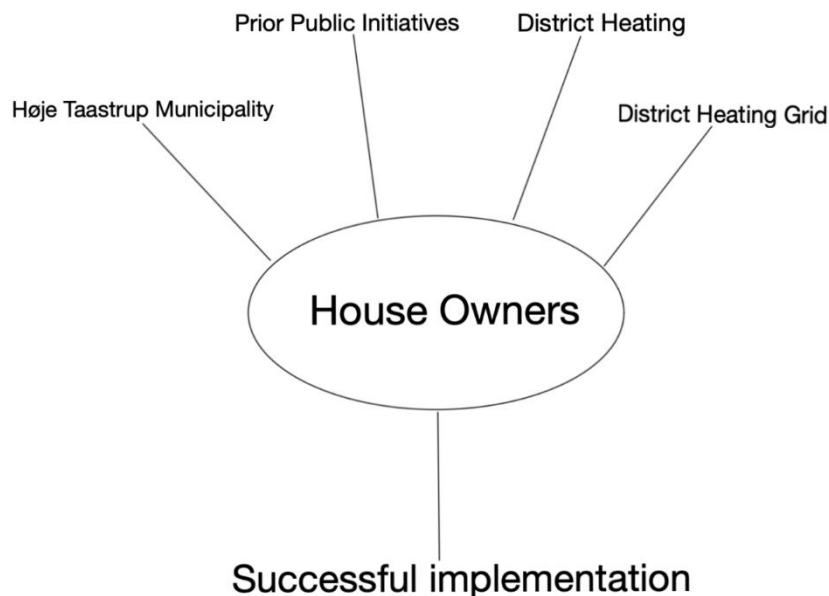 Prior Public Initiatives
District Heating
Høje Taastrup Municipality
District Heating Grid
House Owners
Successful implementation